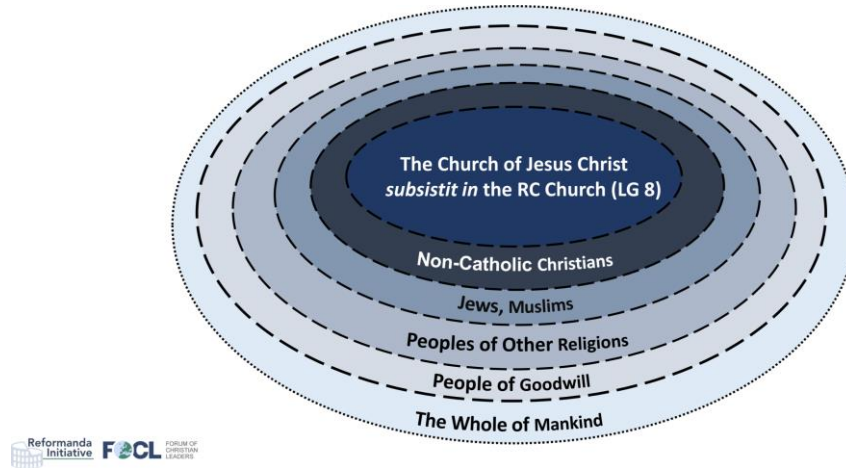 The Church of Jesus Christ
subsistit in the RC Church (LG 8)
Non-Catholic Christians
Jews, Muslims
Peoples of Other Religions
People of Goodwill
The Whole of Mankind
Reformanda
Initiative
FOCL
FORUM OF
CHRISTIAN
LEADERS